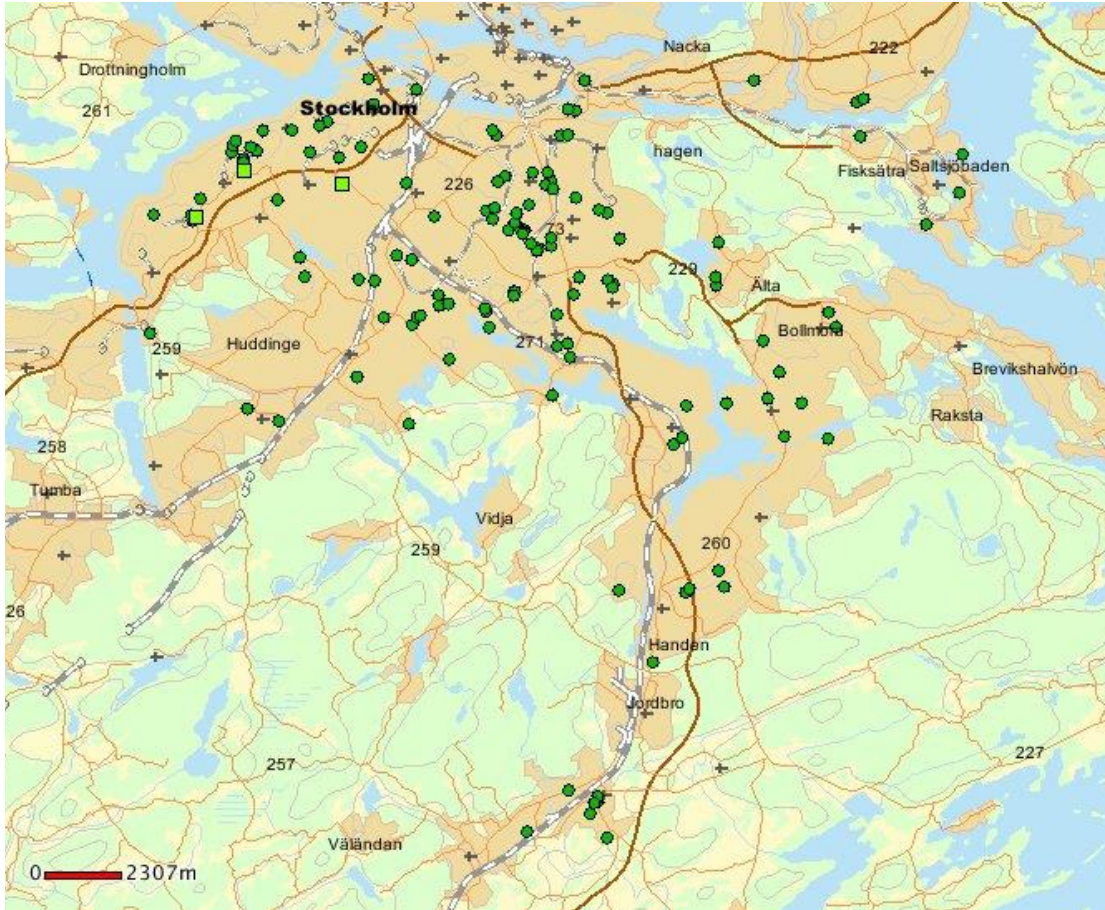 Nacka
222
Drottningholm
261
Stockholm
hagen
Fisksätra
Saltsjöbaden
226
73
229
Älta
Bollmora
271
259
Huddinge
Brevikshalvön
Raksta
258
Tumba
Vidja
259
260
26
Handen
Jordbro
227
257
Väländan
0 2307m